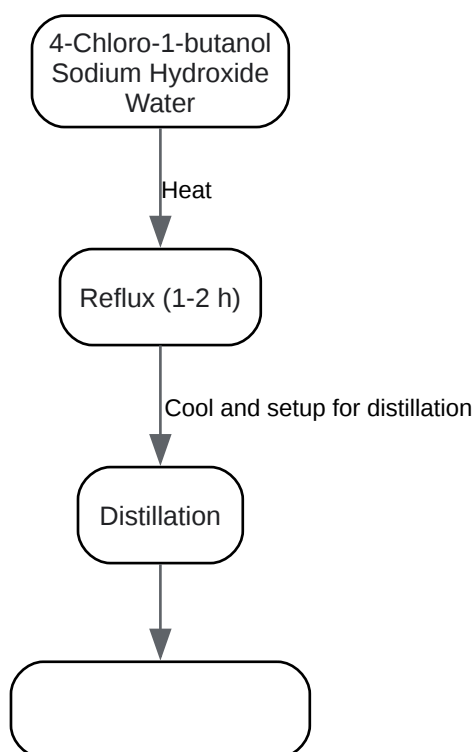 4-Chloro-1-butanol
Sodium Hydroxide
Water
Heat
Reflux (1-2 h)
Cool and setup for distillation
Distillation